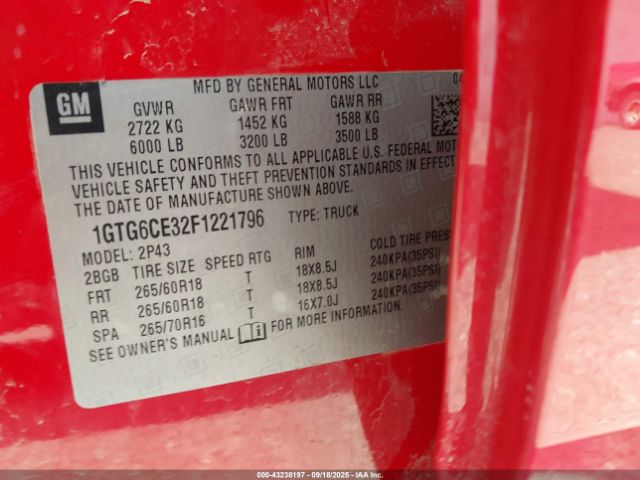 MFD BY GENERAL MOTORS LLC 04
GM
GVWR GAWR FRT GAWR RR
2722 KG 1452 KG 1588 KG
6000 LB 3200 LB 3500 LB
THIS VEHICLE CONFORMS TO ALL APPLICABLE U.S. FEDERAL MOT
VEHICLE SAFETY AND THEFT PREVENTION STANDARDS IN EFFECT
THE DATE OF MANUFACTURE SHOWN ABOVE.
1GTG6CE32F1221796 TYPE: TRUCK
MODEL: 2P43
2BGB TIRE SIZE SPEED RTG RIM COLD TIRE PRES
FRT 265/60R18 T 18X8.5J 240KPA(35PSI)
RR 265/60R18 T 18X8.5J 240KPA(35PSI)
SPA 265/70R16 T 16X7.0J 240KPA(35PSI)
SEE OWNER'S MANUAL FOR MORE INFORMATION.
000-43238197 - 09/18/2025 - COPART